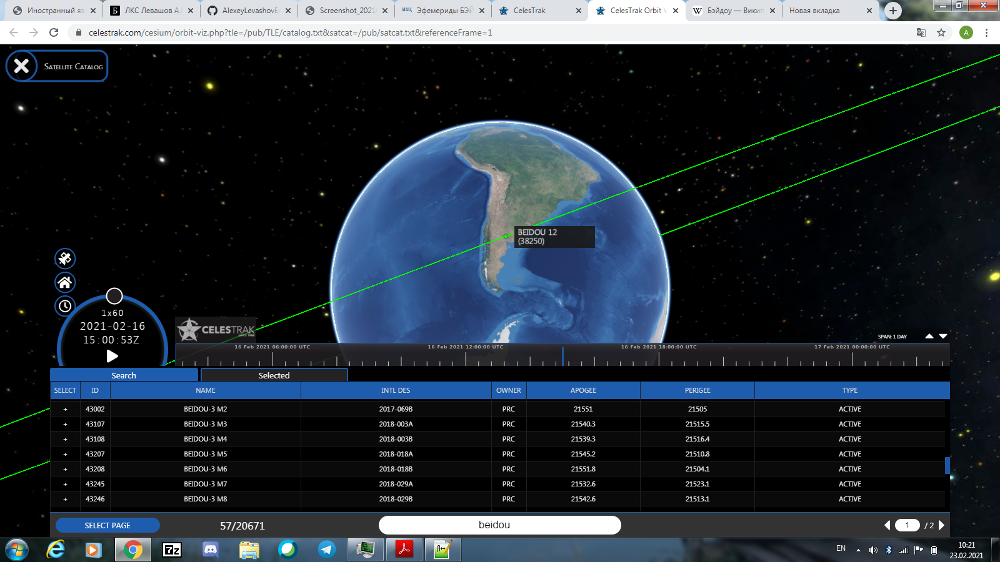 Иностранный яз
ЛКС Левашов А.
AlexeyLevashovE
Screenshot_2021
ИАЦ Эфемериды БЭЙ
CelesTrak
CelesTrak Orbit V
Бэйдоу — Викип
Новая вкладка
celestrak.com/cesium/orbit-viz.php?tle=/pub/TLE/catalog.txt&satcat=/pub/satcat.txt&referenceFrame=1
A
Satellite Catalog
BEIDOU 12
(38250)
1x60
2021-02-16
15:00:53Z
CELESTRAK
SINCE 1985
SPAN: 1 DAY
16 Feb 2021 06:00:00 UTC
16 Feb 2021 12:00:00 UTC
16 Feb 2021 18:00:00 UTC
17 Feb 2021 00:00:00 UTC
Search
Selected
SELECT ID NAME INTL DES OWNER APOGEE PERIGEE TYPE
+ 43002 BEIDOU-3 M2 2017-069B PRC 21551 21505 ACTIVE
+ 43107 BEIDOU-3 M3 2018-003A PRC 21540.3 21515.5 ACTIVE
+ 43108 BEIDOU-3 M4 2018-003B PRC 21539.3 21516.4 ACTIVE
+ 43207 BEIDOU-3 M5 2018-018A PRC 21545.2 21510.8 ACTIVE
+ 43208 BEIDOU-3 M6 2018-018B PRC 21551.8 21504.1 ACTIVE
+ 43245 BEIDOU-3 M7 2018-029A PRC 21532.6 21523.1 ACTIVE
+ 43246 BEIDOU-3 M8 2018-029B PRC 21542.6 21513.1 ACTIVE
SELECT PAGE
57/20671
beidou
1 / 2
7z
EN
10:21
23.02.2021